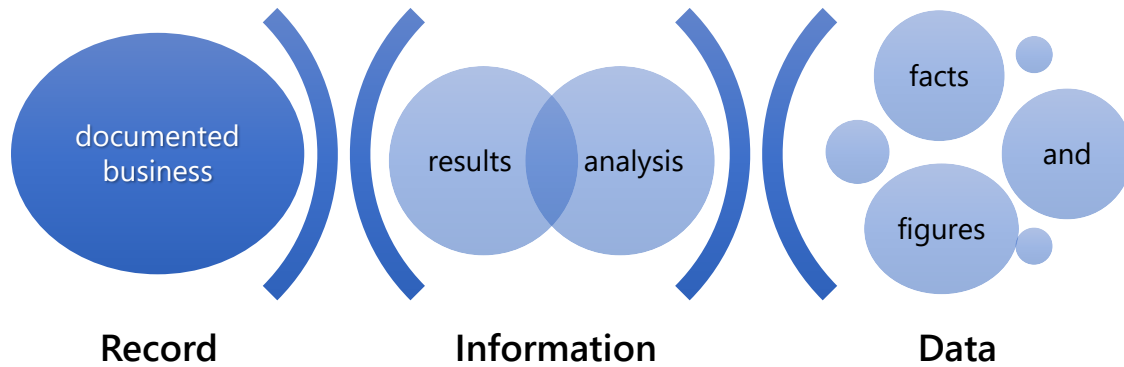 documented
business
results
analysis
facts
and
figures
Record
Information
Data